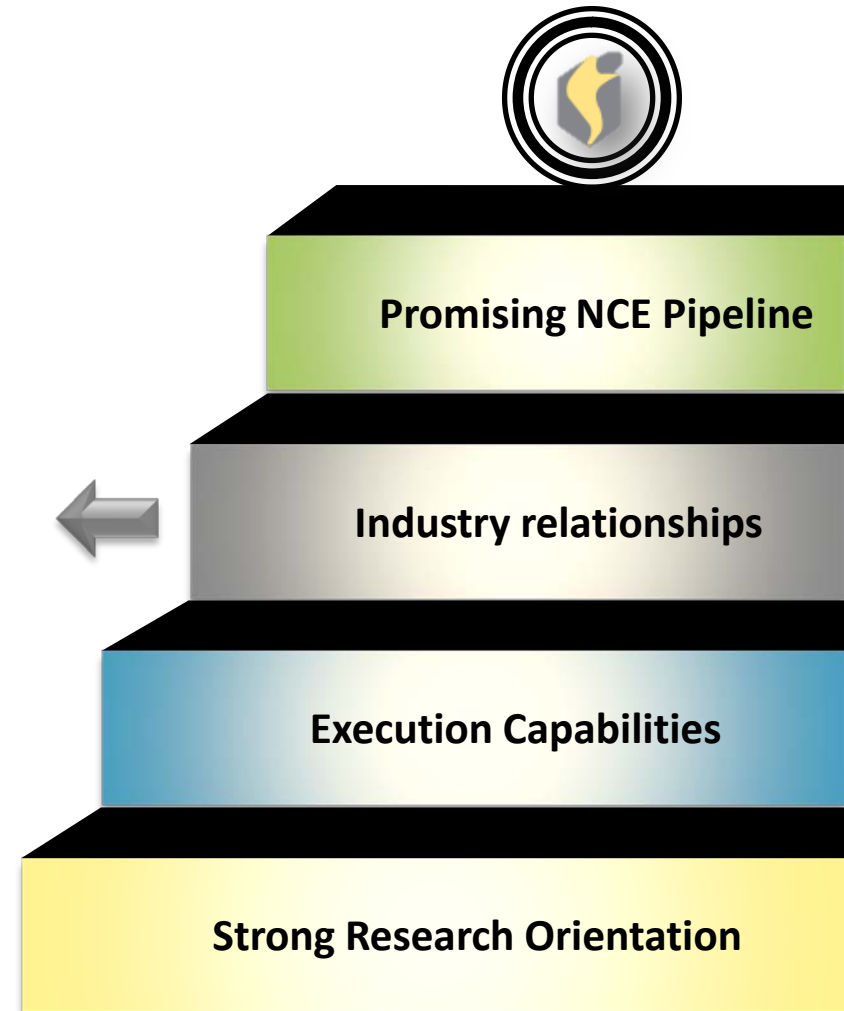 Promising NCE Pipeline
Industry relationships
Execution Capabilities
Strong Research Orientation